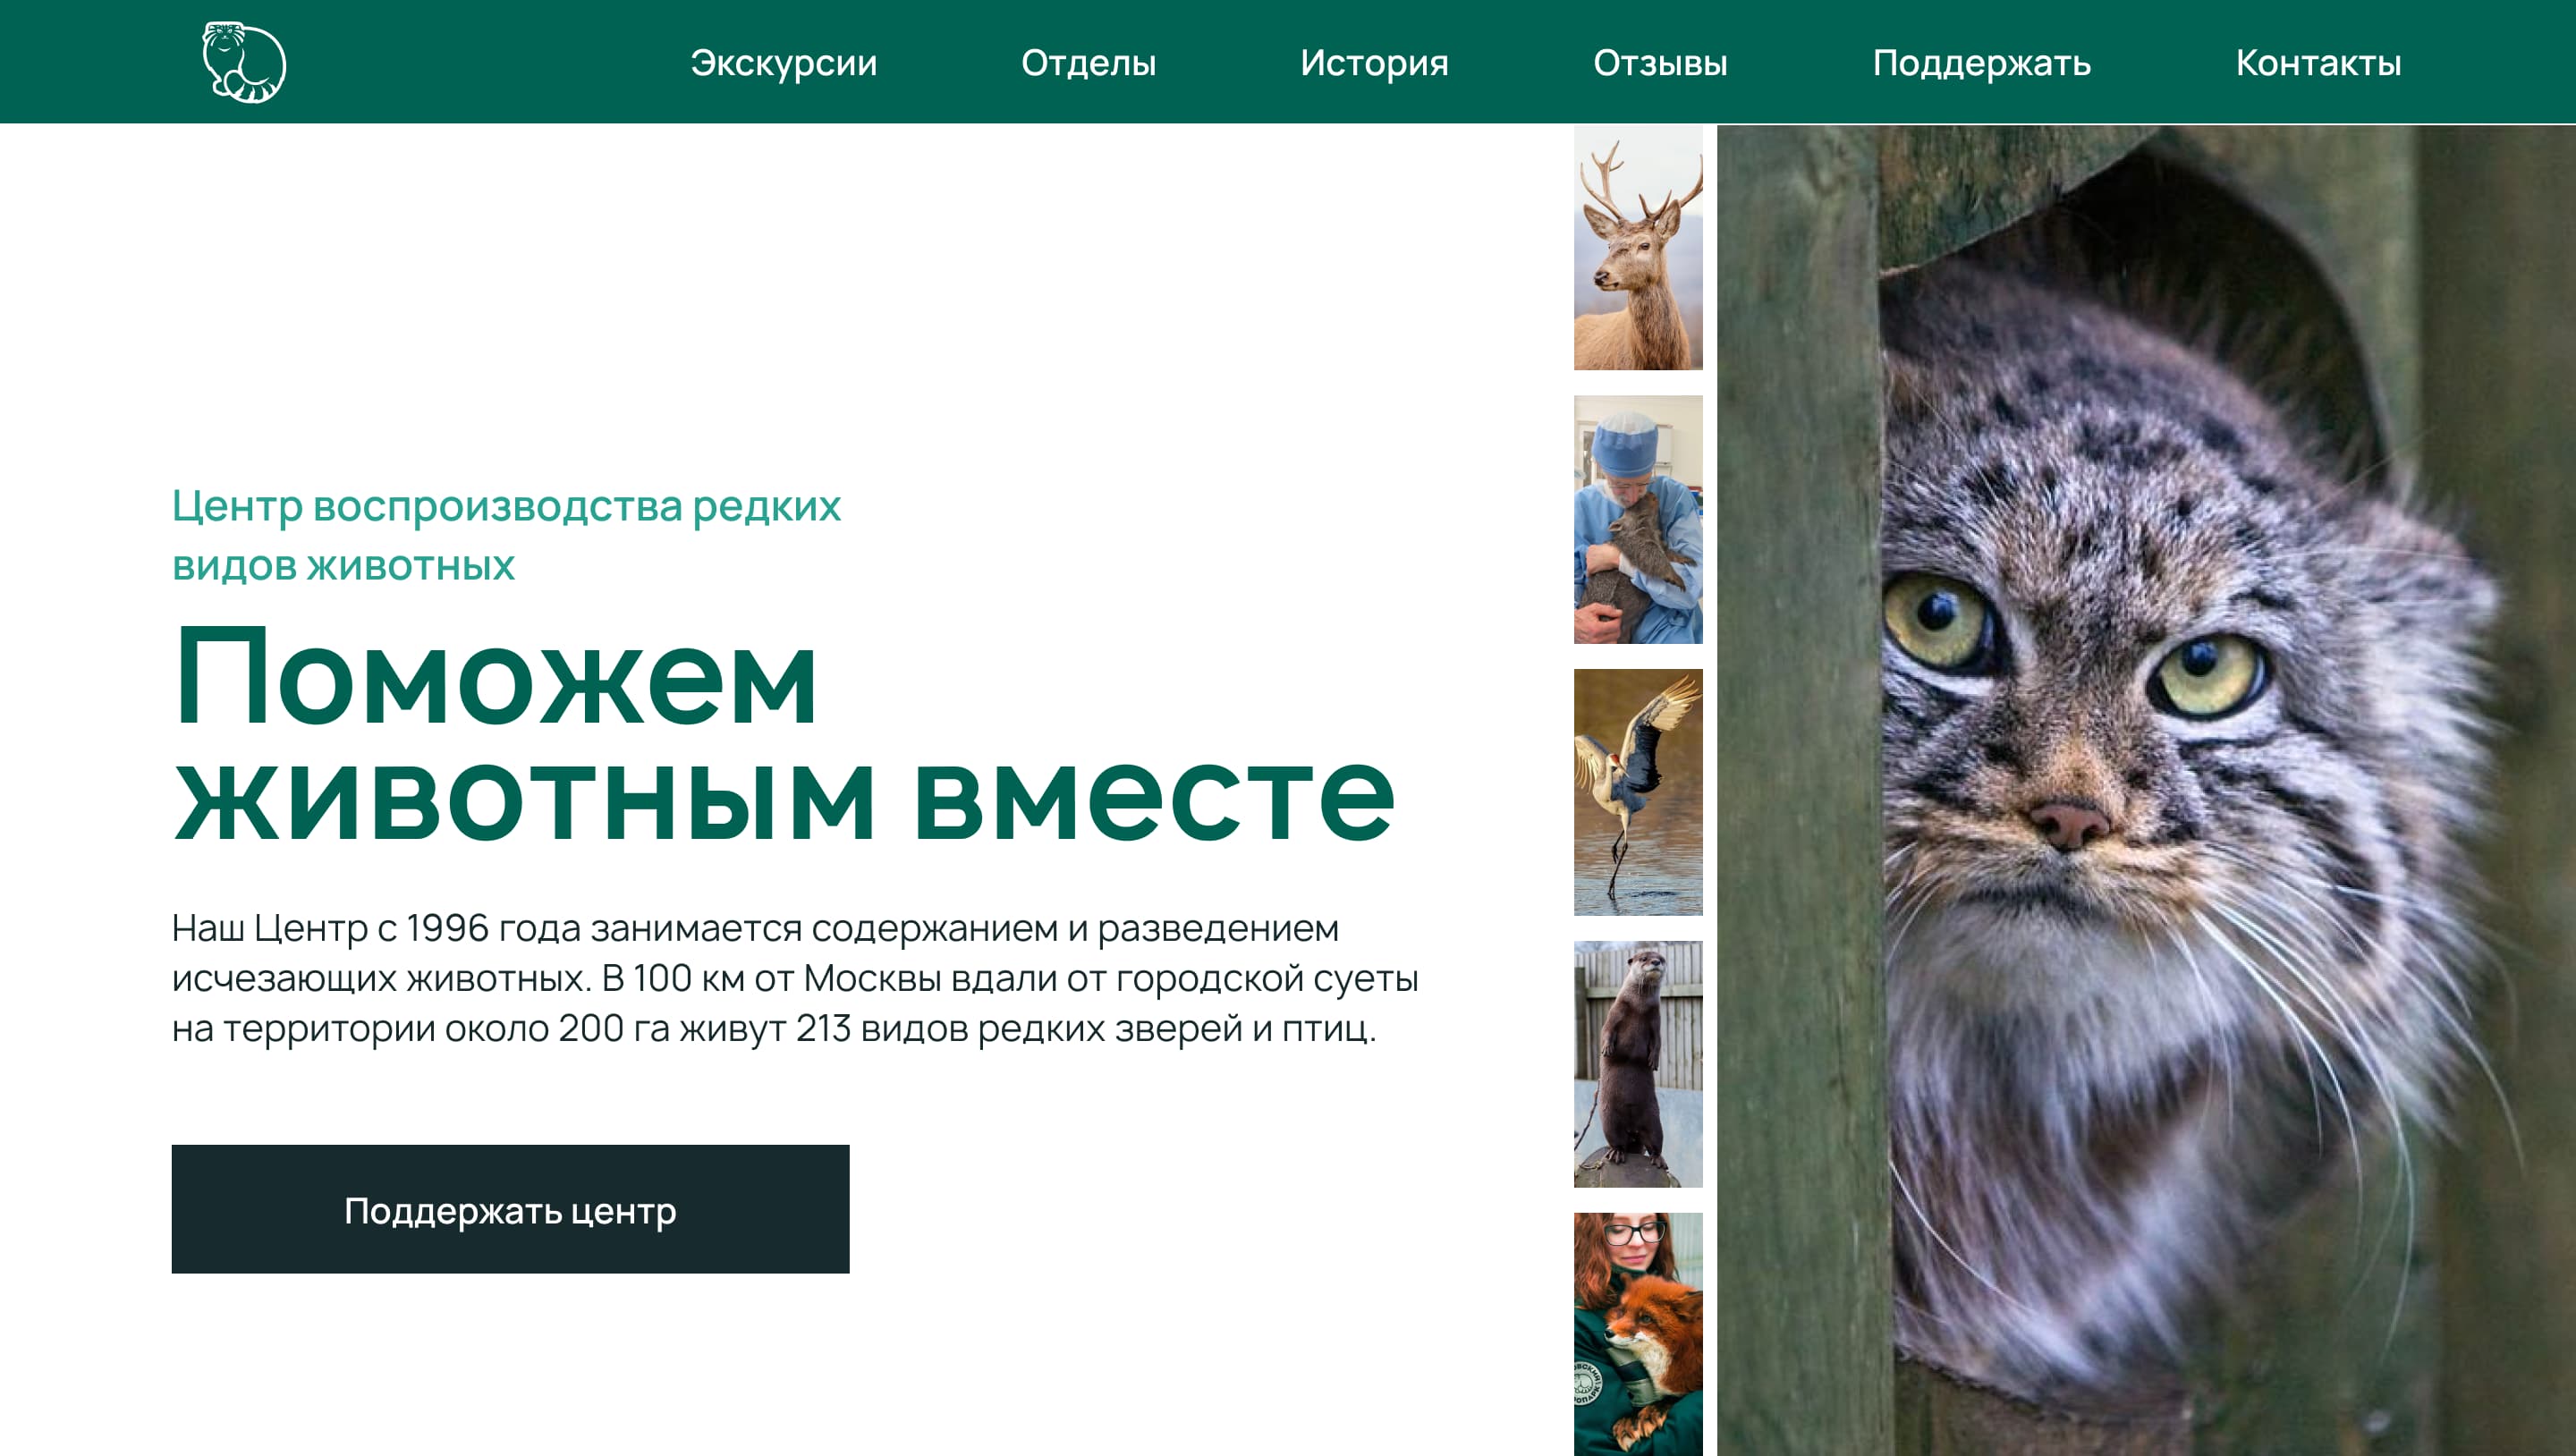 Экскурсии
Отделы
История
Отзывы
Поддержать
Контакты
Центр воспроизводства редких
видов животных
Поможем
животным вместе
Наш Центр с 1996 года занимается содержанием и разведением
исчезающих животных. В 100 км от Москвы вдали от городской суеты
на территории около 200 га живут 213 видов редких зверей и птиц.
Поддержать центр